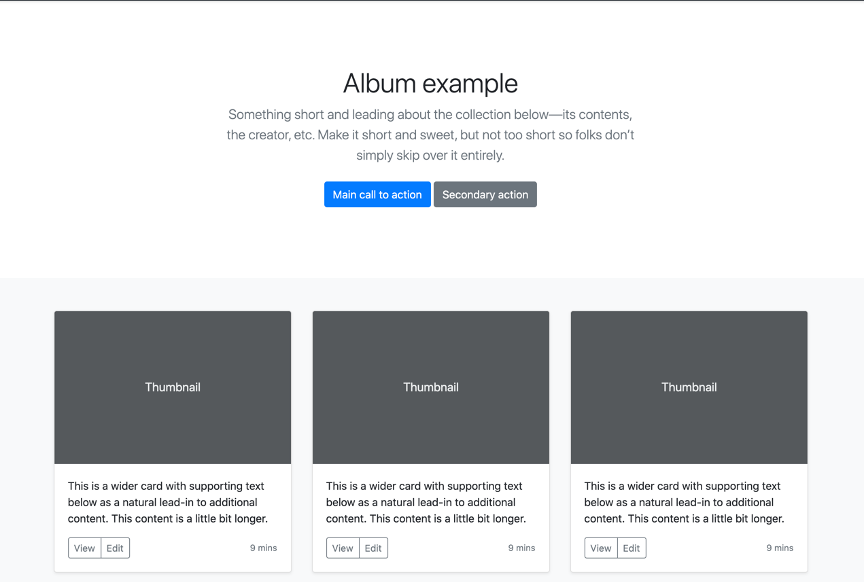 Album example
Something short and leading about the collection below—its contents,
the creator, etc. Make it short and sweet, but not too short so folks don’t
simply skip over it entirely.
Main call to action Secondary action
Thumbnail
This is a wider card with supporting text
below as a natural lead-in to additional
content. This content is a little bit longer.
View Edit 9 mins
Thumbnail
This is a wider card with supporting text
below as a natural lead-in to additional
content. This content is a little bit longer.
View Edit 9 mins
Thumbnail
This is a wider card with supporting text
below as a natural lead-in to additional
content. This content is a little bit longer.
View Edit 9 mins